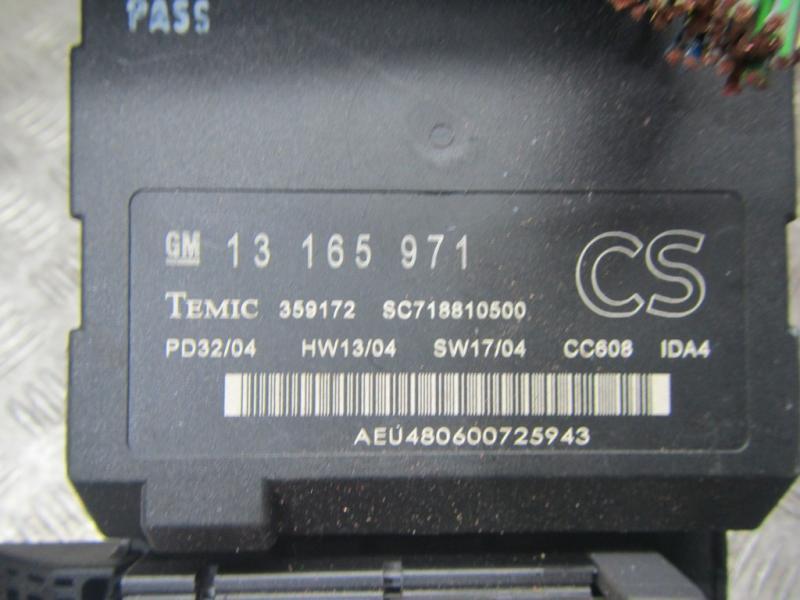 PASS
GM 13 165 971 CS
TEMIC 359172 SC718810500
PD32/04 HW13/04 SW17/04 CC608 IDA4
AEU480600725943